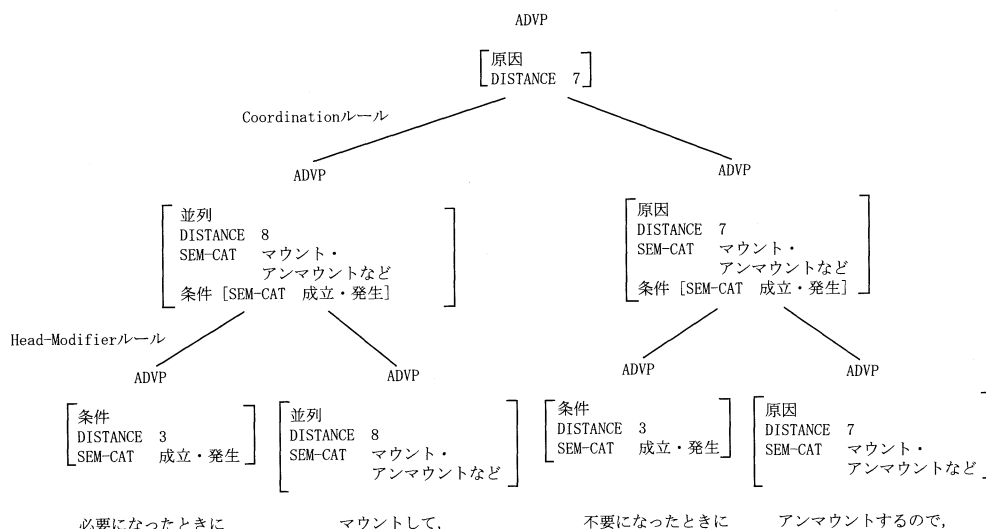 ADVP
原因
DISTANCE 7
Coordinationルール
ADVP
並列
DISTANCE 8
SEM-CAT マウント・
アンマウントなど
条件 [SEM-CAT 成立・発生]
ADVP
原因
DISTANCE 7
SEM-CAT マウント・
アンマウントなど
条件 [SEM-CAT 成立・発生]
Head-Modifierルール
ADVP
条件
DISTANCE 3
SEM-CAT 成立・発生
ADVP
並列
DISTANCE 8
SEM-CAT マウント・
アンマウントなど
ADVP
条件
DISTANCE 3
SEM-CAT 成立・発生
ADVP
原因
DISTANCE 7
SEM-CAT マウント・
アンマウントなど
必要になったときに
マウントして,
不要になったときに
アンマウントするので,